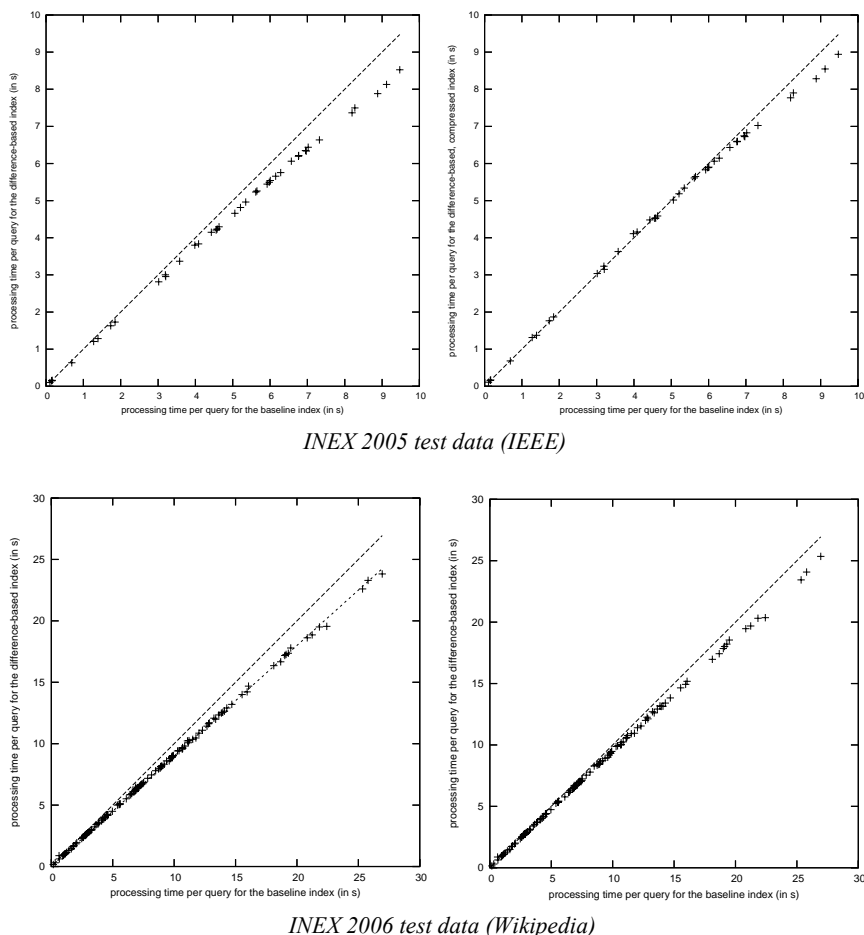 10
9
8
7
6
5
4
3
2
1
0
0 1 2 3 4 5 6 7 8 9 10
processing time per query for the difference-based index (in s)
processing time per query for the baseline index (in s)
10
9
8
7
6
5
4
3
2
1
0
0 1 2 3 4 5 6 7 8 9 10
processing time per query for the difference-based, compressed index (in s)
processing time per query for the baseline index (in s)
INEX 2005 test data (IEEE)
30
25
20
15
10
5
0
0 5 10 15 20 25 30
processing time per query for the difference-based index (in s)
processing time per query for the baseline index (in s)
30
25
20
15
10
5
0
0 5 10 15 20 25 30
processing time per query for the difference-based index (in s)
processing time per query for the baseline index (in s)
INEX 2006 test data (Wikipedia)